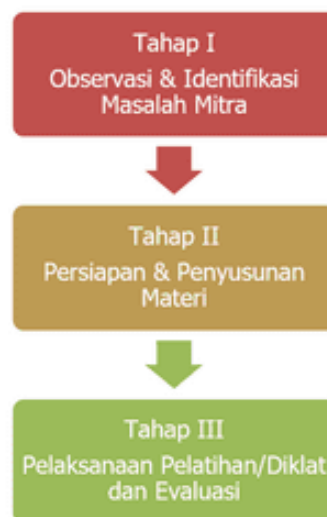 Tahap I
Observasi & Identifikasi
Masalah Mitra
Tahap II
Persiapan & Penyusunan
Materi
Tahap III
Pelaksanaan Pelatihan/Diklat
dan Evaluasi